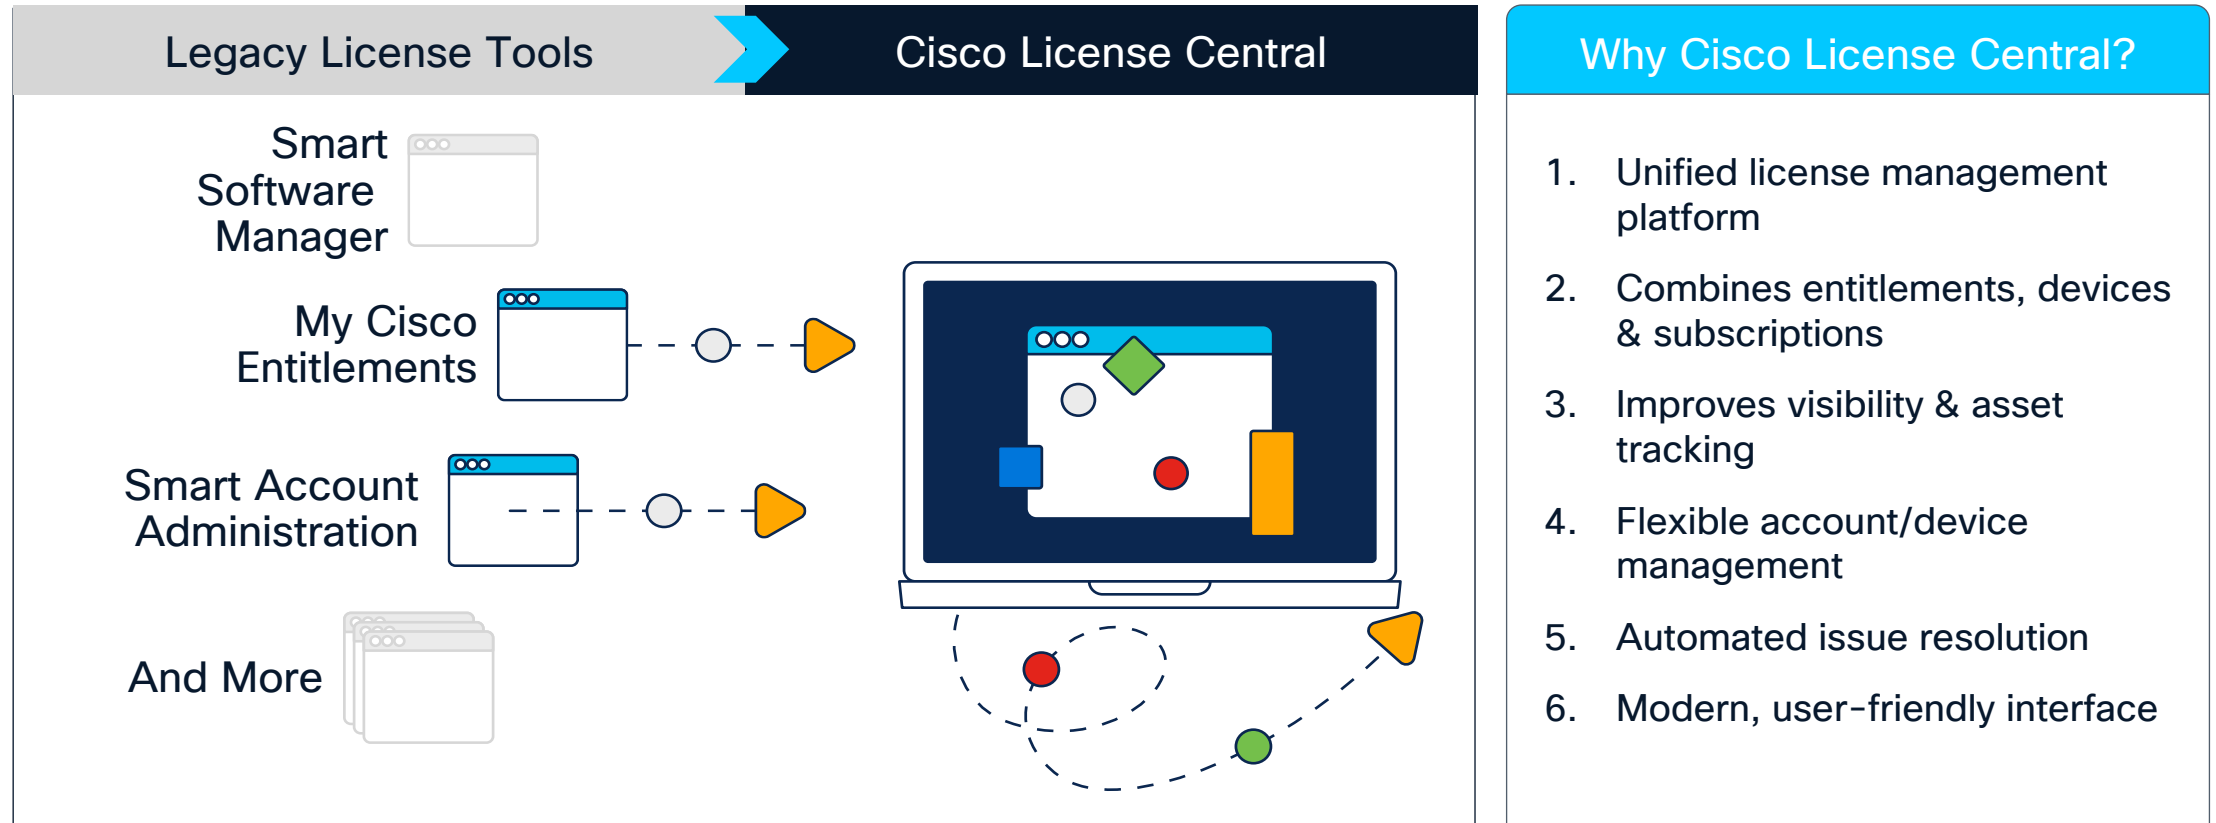 Legacy License Tools
Cisco License Central
Smart
Software
Manager
My Cisco
Entitlements
Smart Account
Administration
And More
Why Cisco License Central?
1. Unified license management
platform
2. Combines entitlements, devices
& subscriptions
3. Improves visibility & asset
tracking
4. Flexible account/device
management
5. Automated issue resolution
6. Modern, user-friendly interface